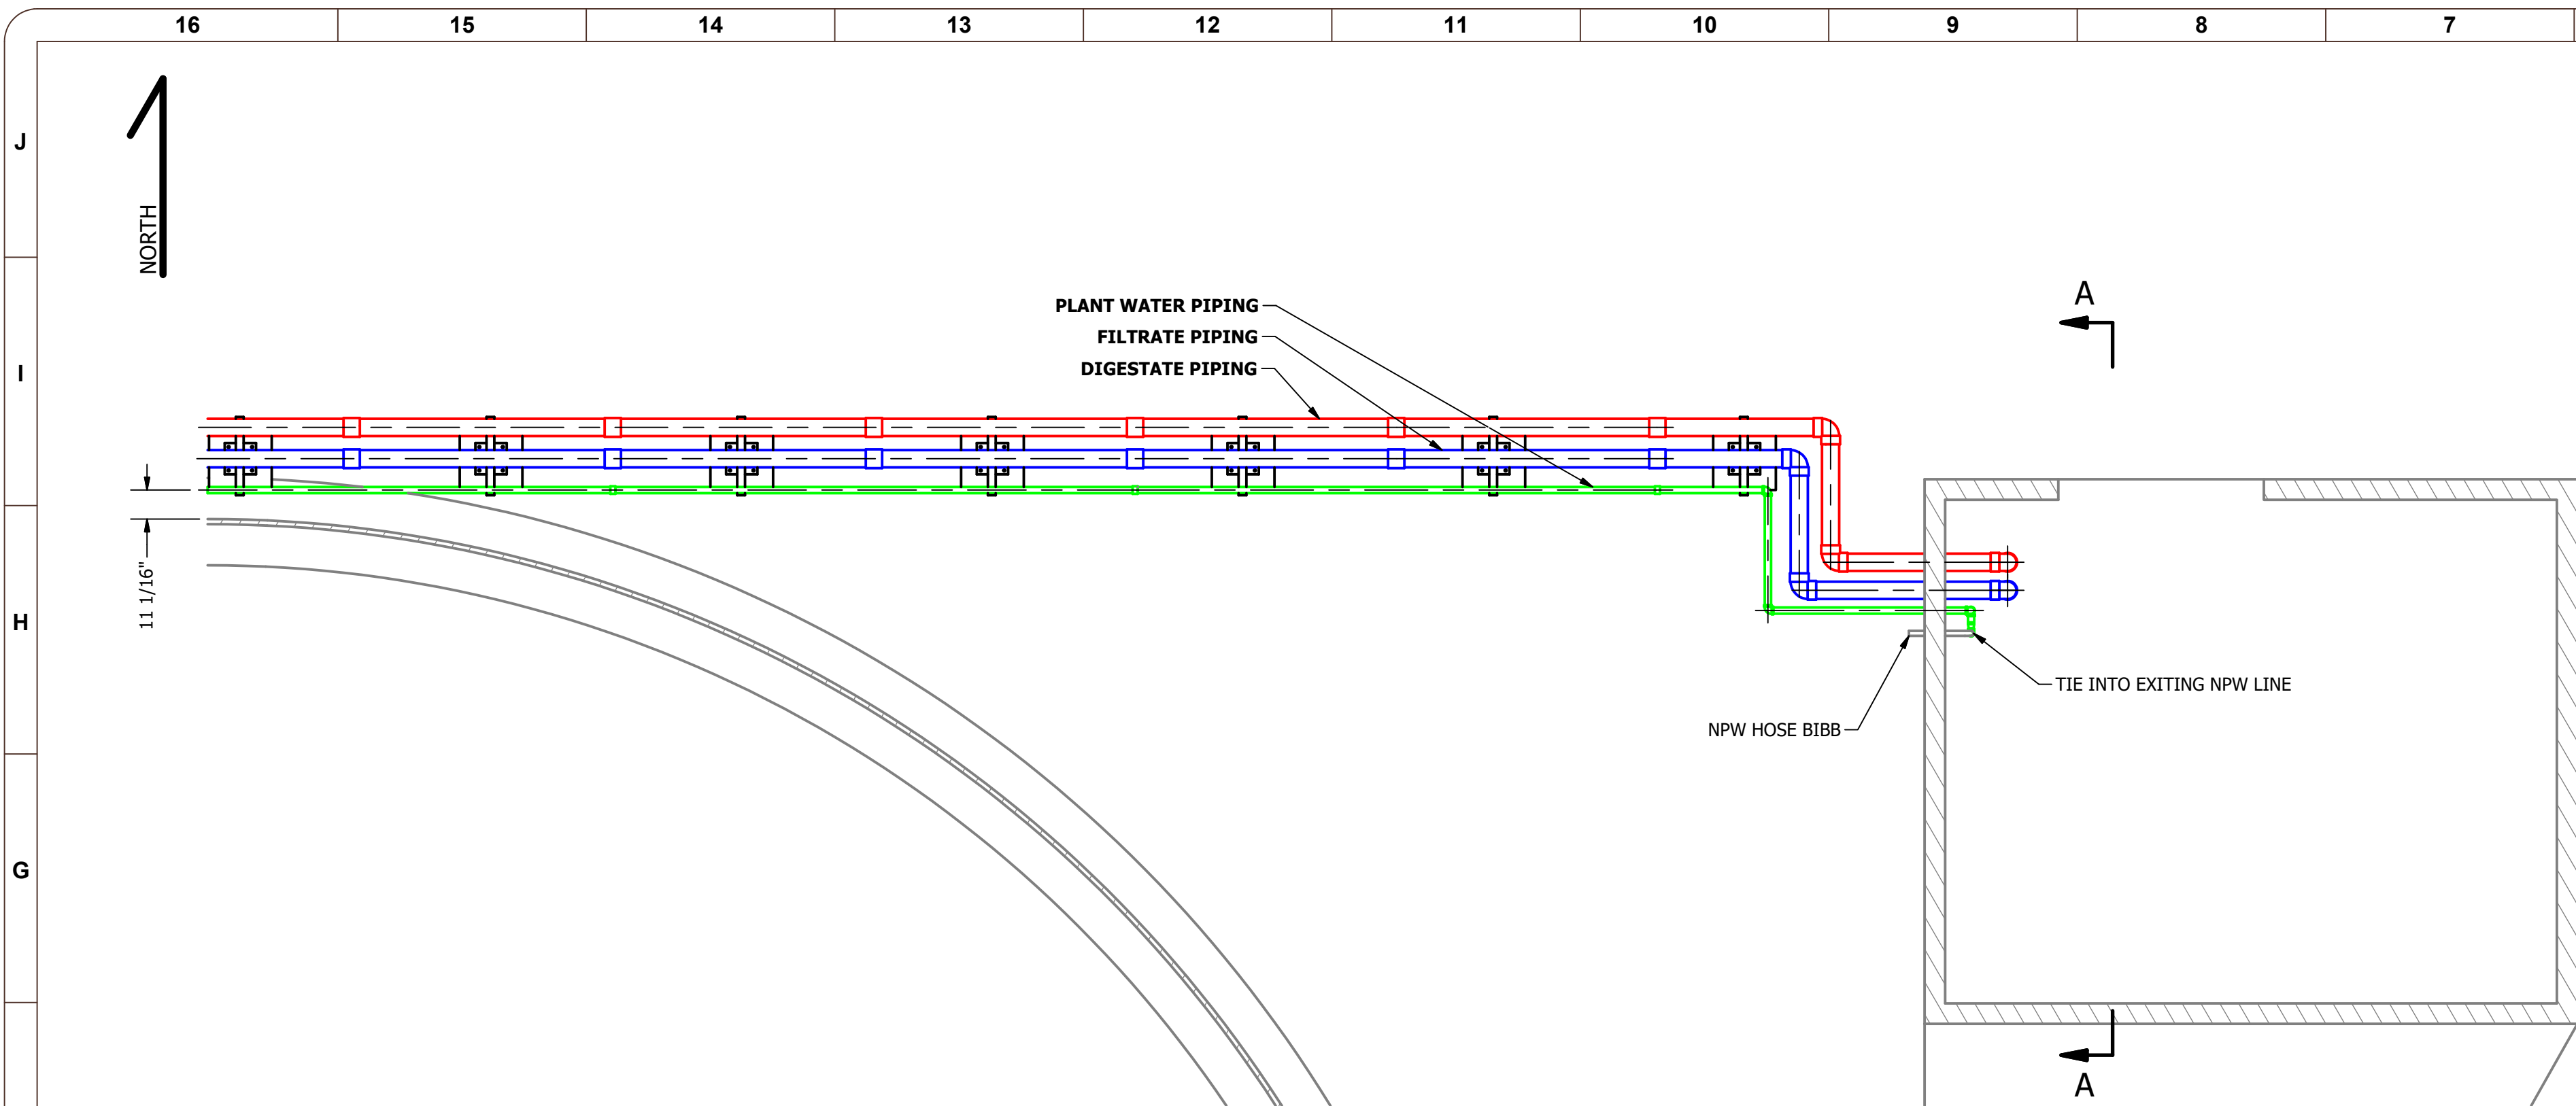 16 15 14 13 12 11 10 9 8 7
J
NORTH
A
PLANT WATER PIPING
FILTRATE PIPING
I
DIGESTATE PIPING
11 1/16"
H
TIE INTO EXITING NPW LINE
NPW HOSE BIBB
G
A